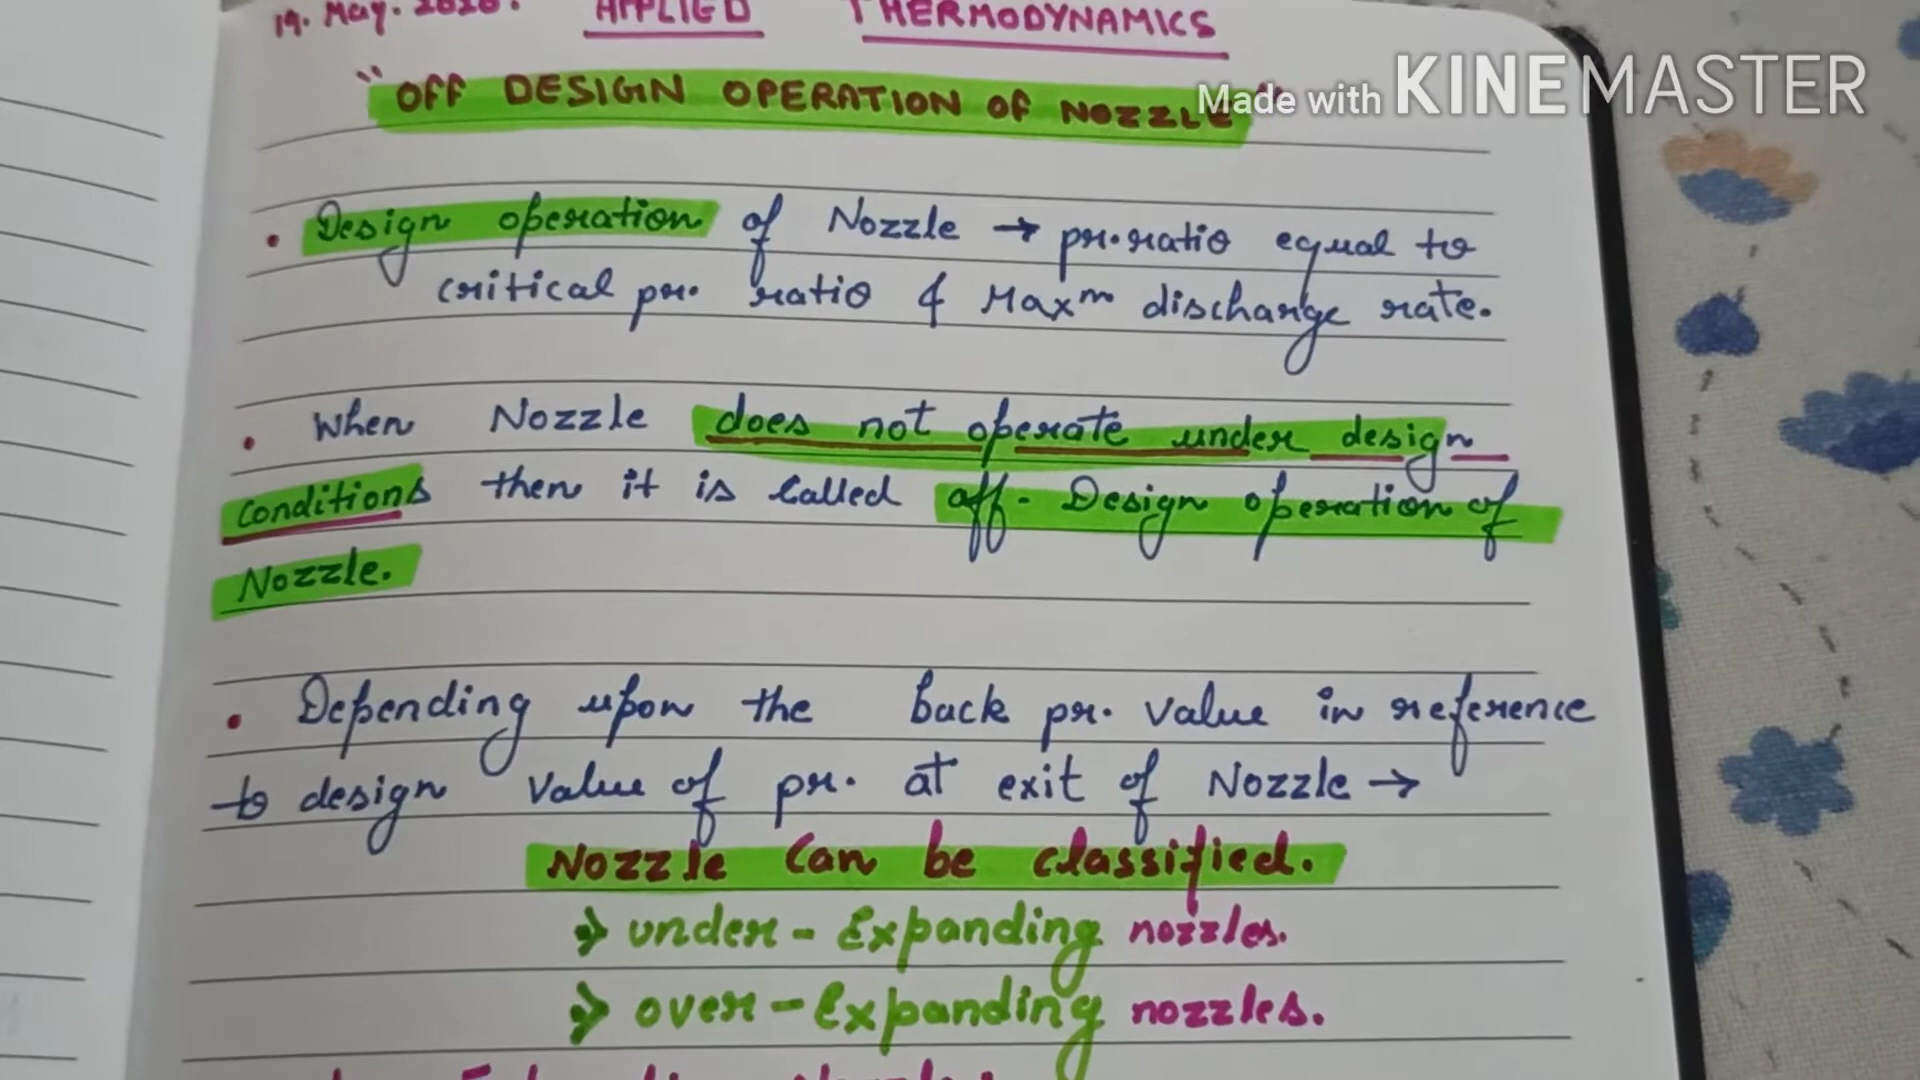 19. May. 2020. APPLIED THERMODYNAMICS
Made with KINEMASTER
"OFF DESIGN OPERATION OF NOZZLE"
• Design operation of Nozzle → pr. ratio equal to
critical pr. ratio & Maxm discharge rate.
• When Nozzle does not operate under design
conditions then it is called off-Design operation of
Nozzle.
• Depending upon the back pr. value in reference
to design value of pr. at exit of Nozzle →
Nozzle can be classified.
→ under-Expanding nozzles.
→ over-Expanding nozzles.